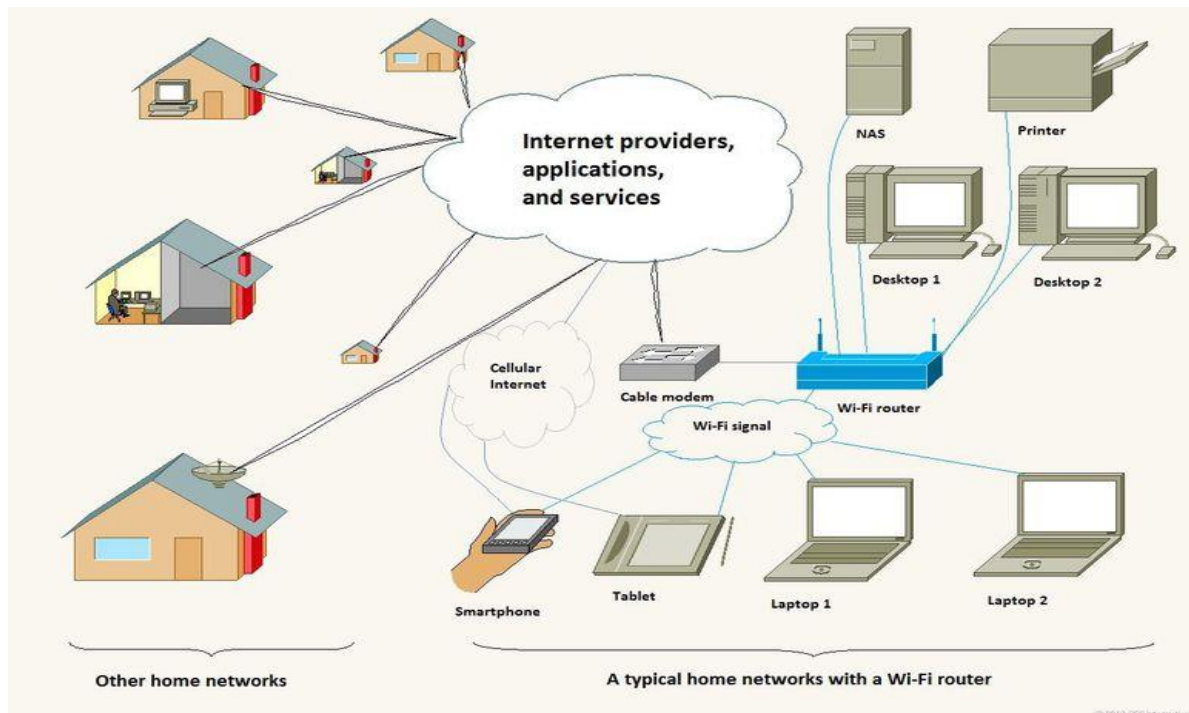 Internet providers,
applications,
and services
NAS
Printer
Desktop 1
Desktop 2
Cellular
Internet
Cable modem
Wi-Fi router
Wi-Fi signal
Smartphone
Tablet
Laptop 1
Laptop 2
Other home networks
A typical home networks with a Wi-Fi router